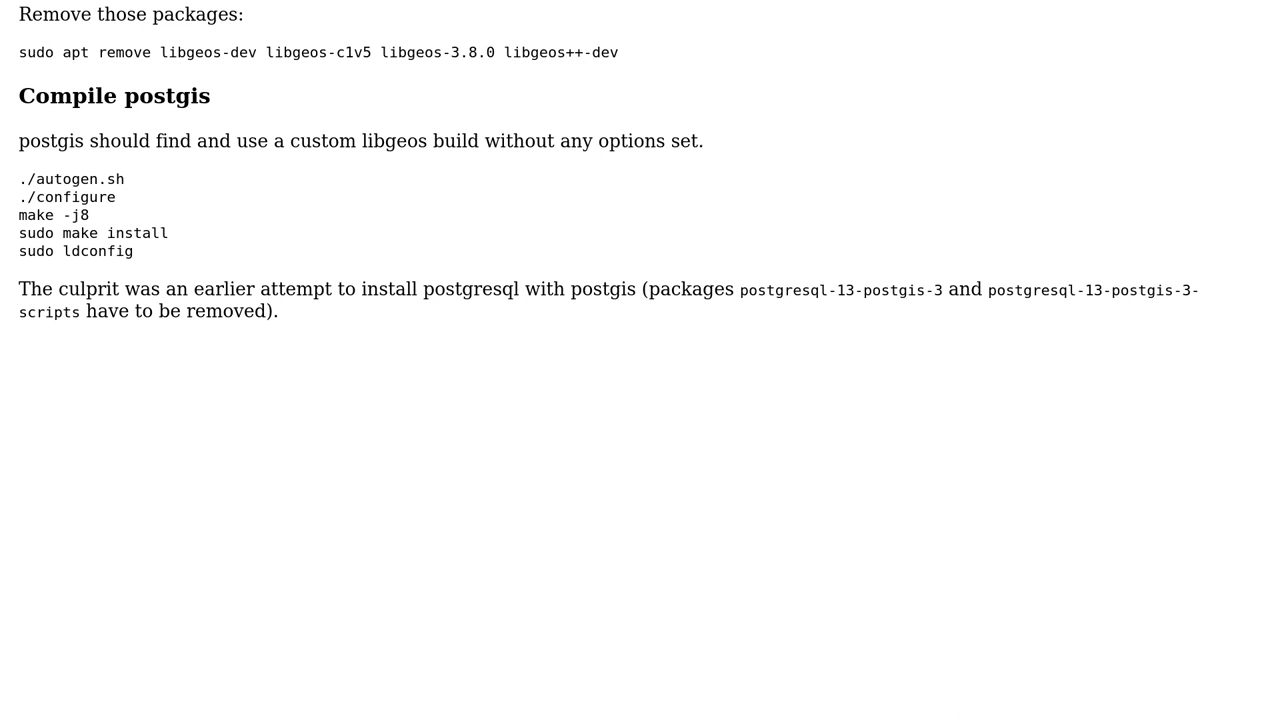 Remove those packages:
sudo apt remove libgeos-dev libgeos-c1v5 libgeos-3.8.0 libgeos++-dev
Compile postgis
postgis should find and use a custom libgeos build without any options set.
./autogen.sh
./configure
make -j8
sudo make install
sudo ldconfig
The culprit was an earlier attempt to install postgresql with postgis (packages postgresql-13-postgis-3 and postgresql-13-postgis-3-
scripts have to be removed).